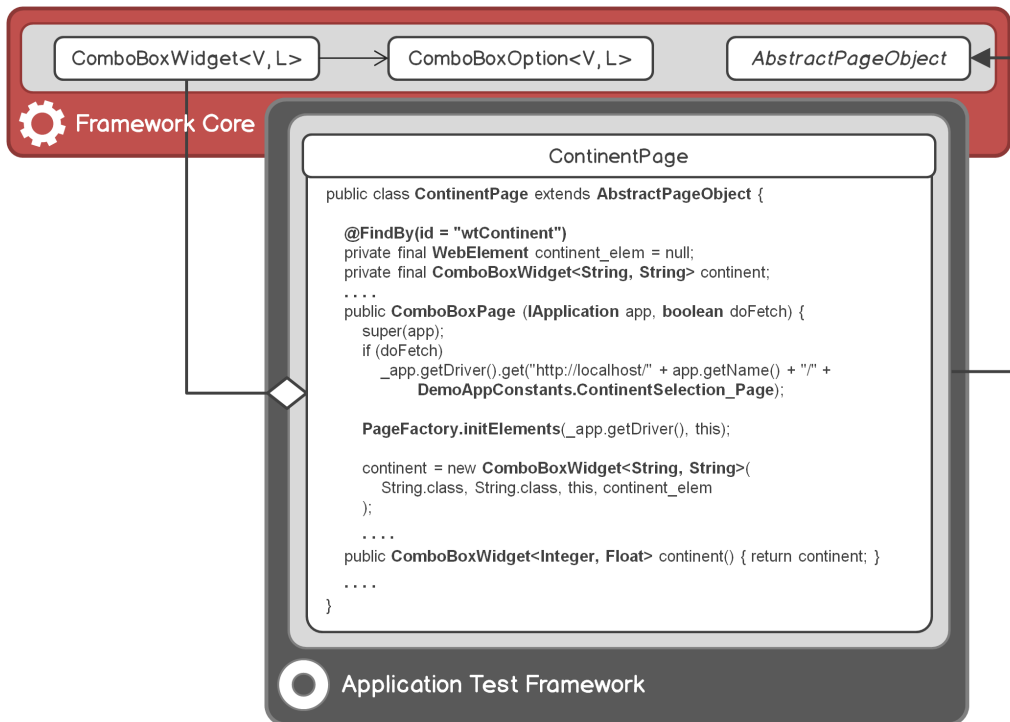 ComboBoxWidget<V, L>
ComboBoxOption<V, L>
AbstractPageObject
Framework Core
ContinentPage
public class ContinentPage extends AbstractPageObject {
@FindBy(id = "wtContinent")
private final WebElement continent_elem = null;
private final ComboBoxWidget<String, String> continent;
. . . .
public ComboBoxPage (IApplication app, boolean doFetch) {
super(app);
if (doFetch)
_app.getDriver().get("http://localhost/" + app.getName() + "/" +
DemoAppConstants.ContinentSelection_Page);
PageFactory.initElements(_app.getDriver(), this);
continent = new ComboBoxWidget<String, String>(
String.class, String.class, this, continent_elem
);
. . . .
public ComboBoxWidget<Integer, Float> continent() { return continent; }
. . . .
}
Application Test Framework